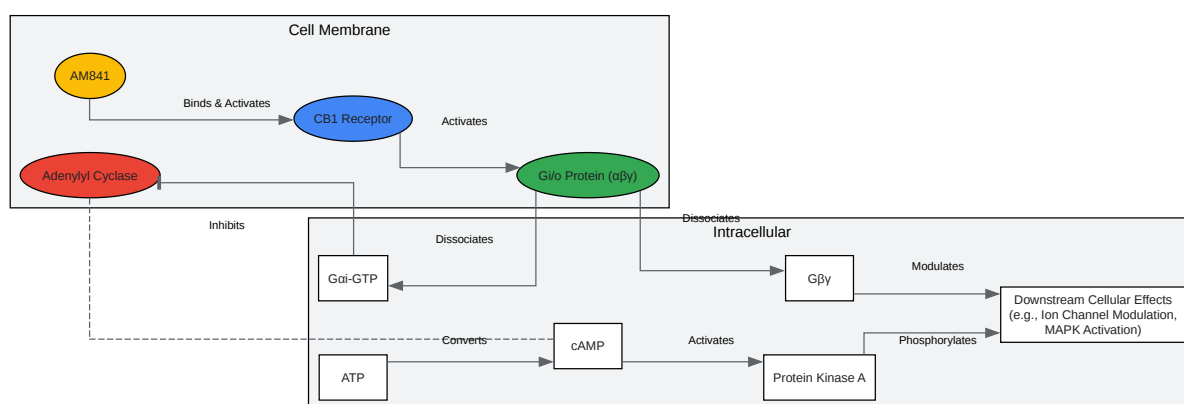 Cell Membrane
AM841
Binds & Activates
CB1 Receptor
Activates
Adenylyl Cyclase
Gi/o Protein (αβγ)
Inhibits
Dissociates
Dissociates
Intracellular
Gαi-GTP
Gβγ
Modulates
Downstream Cellular Effects
(e.g., Ion Channel Modulation,
MAPK Activation)
Converts
cAMP
Activates
Phosphorylates
ATP
Protein Kinase A